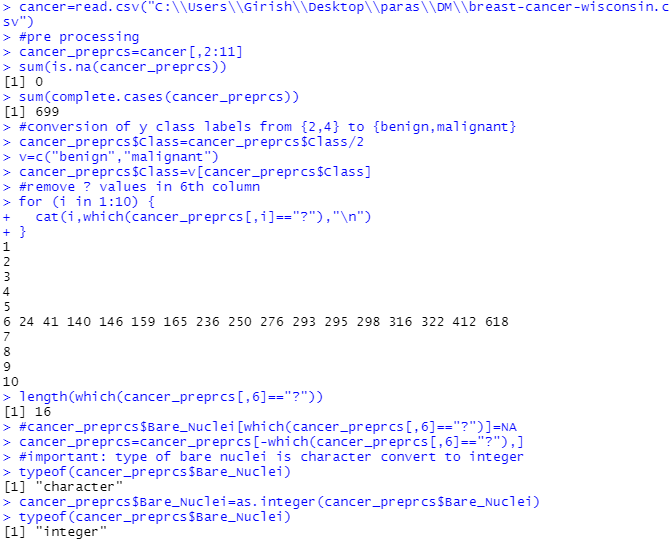 > cancer=read.csv("C:\\Users\\Girish\\Desktop\\paras\\DM\\breast-cancer-wisconsin.c
sv")
> #pre processing
> cancer_preprcs=cancer[,2:11]
> sum(is.na(cancer_preprcs))
[1] 0
> sum(complete.cases(cancer_preprcs))
[1] 699
> #conversion of y class labels from {2,4} to {benign,malignant}
> cancer_preprcs$Class=cancer_preprcs$Class/2
> v=c("benign","malignant")
> cancer_preprcs$Class=v[cancer_preprcs$Class]
> #remove ? values in 6th column
> for (i in 1:10) {
+   cat(i,which(cancer_preprcs[,i]=="?"),"\n")
+ }
1
2
3
4
5
6 24 41 140 146 159 165 236 250 276 293 295 298 316 322 412 618
7
8
9
10
> length(which(cancer_preprcs[,6]=="?"))
[1] 16
> #cancer_preprcs$Bare_Nuclei[which(cancer_preprcs[,6]=="?")]=NA
> cancer_preprcs=cancer_preprcs[-which(cancer_preprcs[,6]=="?"),]
> #important: type of bare nuclei is character convert to integer
> typeof(cancer_preprcs$Bare_Nuclei)
[1] "character"
> cancer_preprcs$Bare_Nuclei=as.integer(cancer_preprcs$Bare_Nuclei)
> typeof(cancer_preprcs$Bare_Nuclei)
[1] "integer"